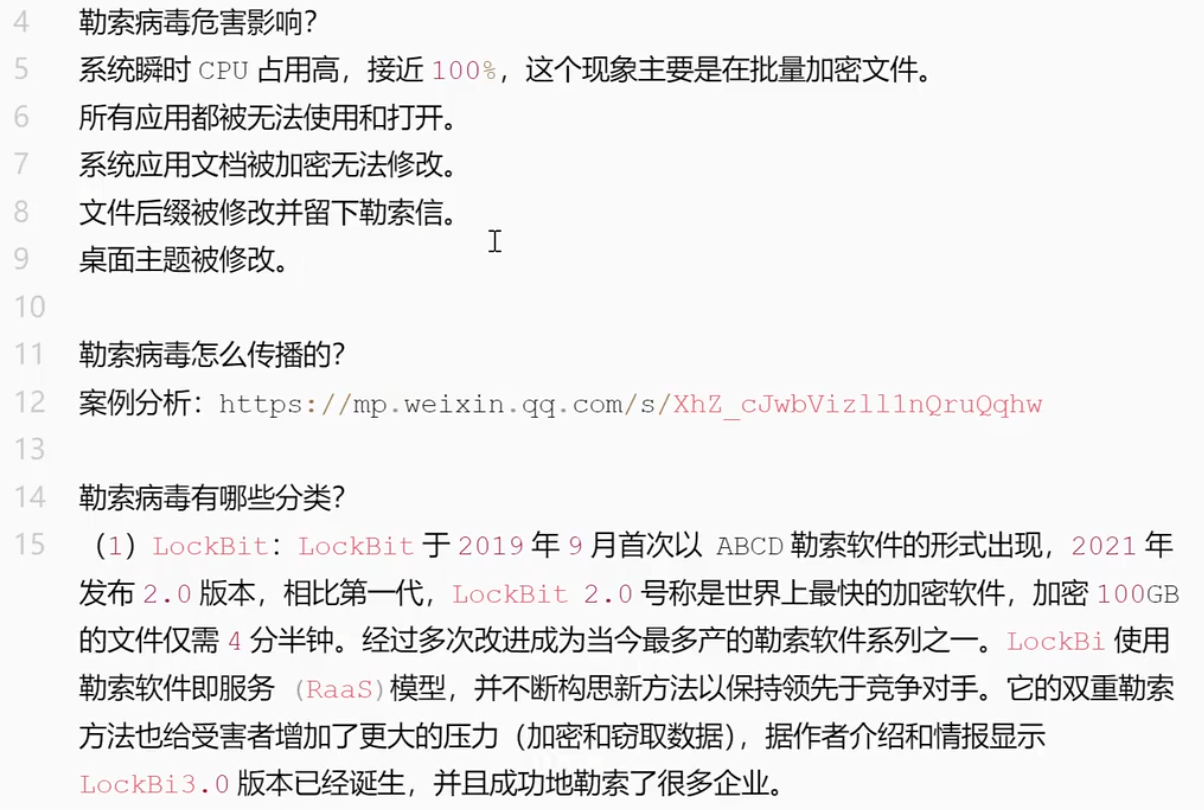 4 勒索病毒危害影响？
5 系统瞬时 CPU 占用高，接近 100%，这个现象主要是在批量加密文件。
6 所有应用都被无法使用和打开。
7 系统应用文档被加密无法修改。
8 文件后缀被修改并留下勒索信。
9 桌面主题被修改。
10
11 勒索病毒怎么传播的？
12 案例分析：https://mp.weixin.qq.com/s/XhZ_cJwbVizll1nQruQqhw
13
14 勒索病毒有哪些分类？
15 （1）LockBit：LockBit 于 2019 年 9 月首次以 ABCD 勒索软件的形式出现，2021 年
发布 2.0 版本，相比第一代，LockBit 2.0 号称是世界上最快的加密软件，加密 100GB
的文件仅需 4 分半钟。经过多次改进成为当今最多产的勒索软件系列之一。LockBi 使用
勒索软件即服务 (RaaS)模型，并不断构思新方法以保持领先于竞争对手。它的双重勒索
方法也给受害者增加了更大的压力（加密和窃取数据），据作者介绍和情报显示
LockBi3.0 版本已经诞生，并且成功地勒索了很多企业。